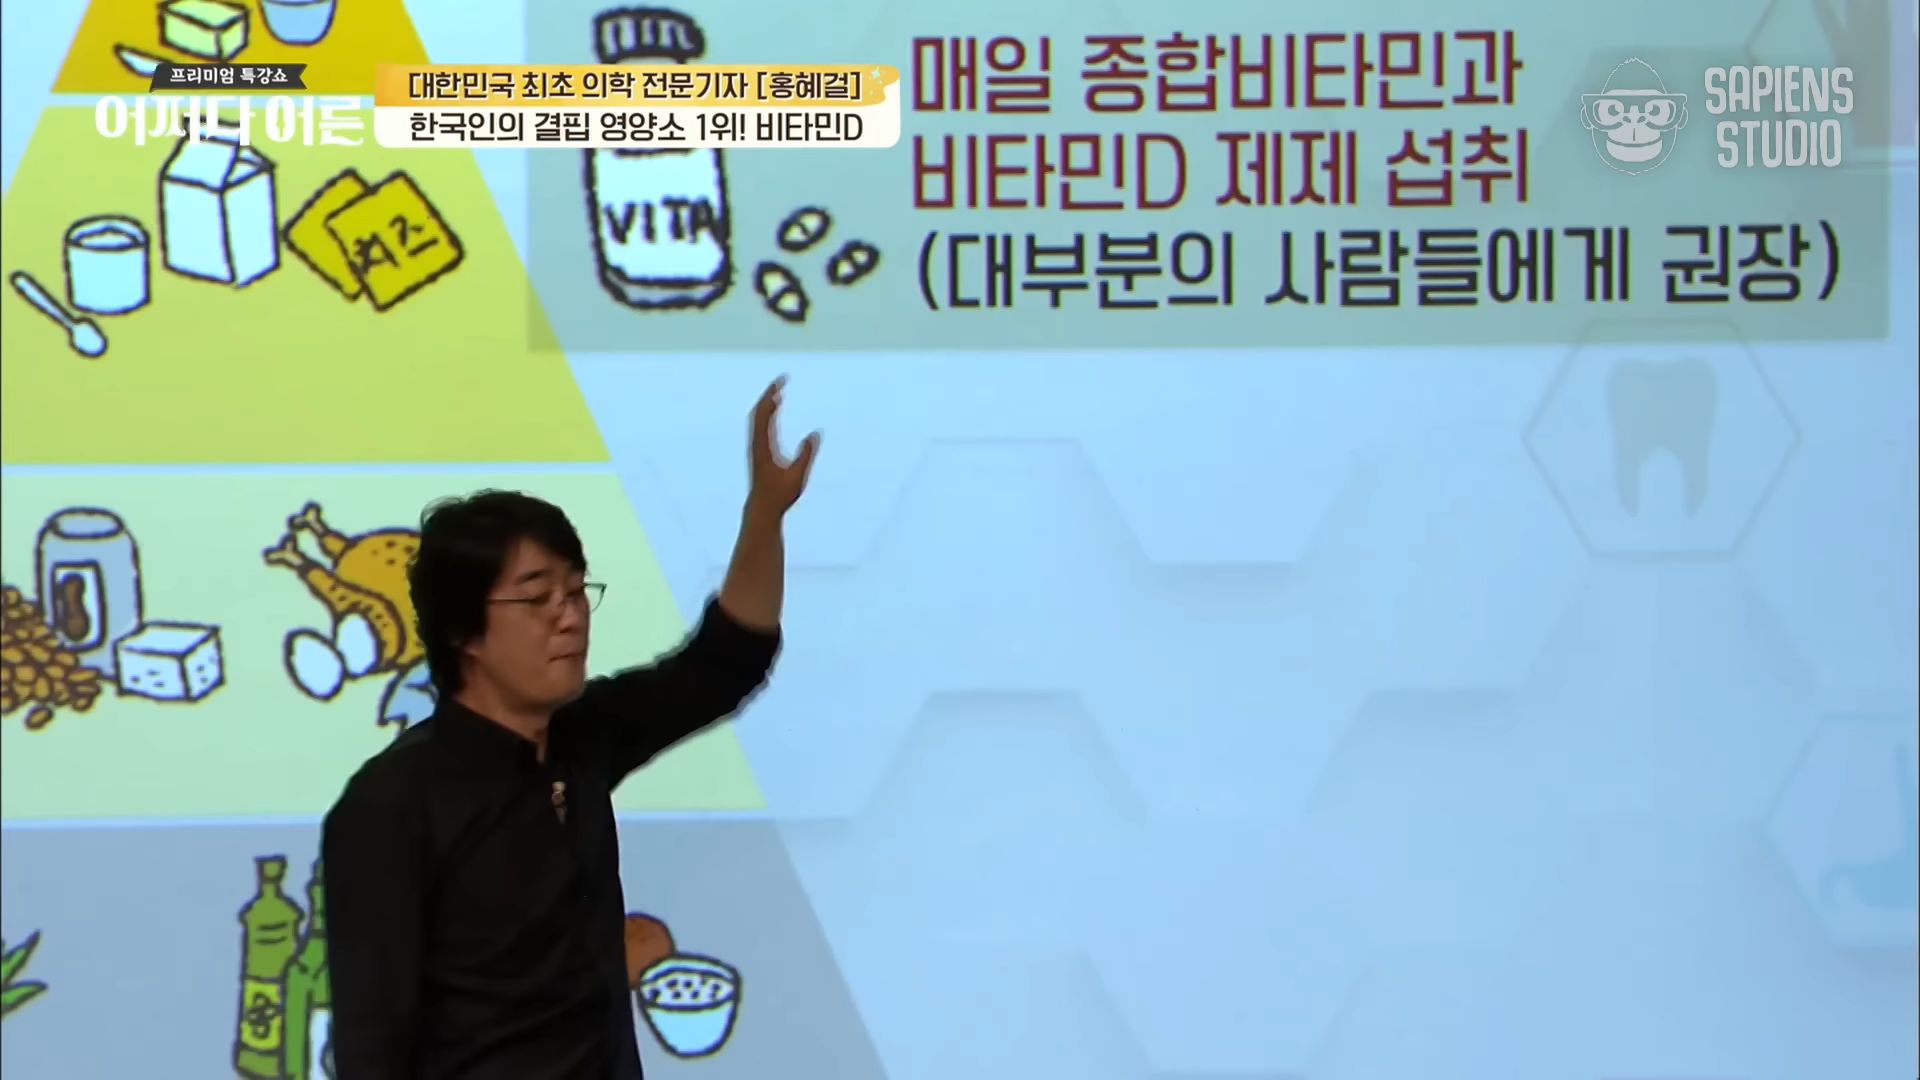 프리미엄 특강쇼
어쩌다 어른
대한민국 최초 의학 전문기자 [홍혜걸]
한국인의 결핍 영양소 1위! 비타민D
SAPIENS
STUDIO
매일 종합비타민과
비타민D 제제 섭취
(대부분의 사람들에게 권장)
VITA
치즈